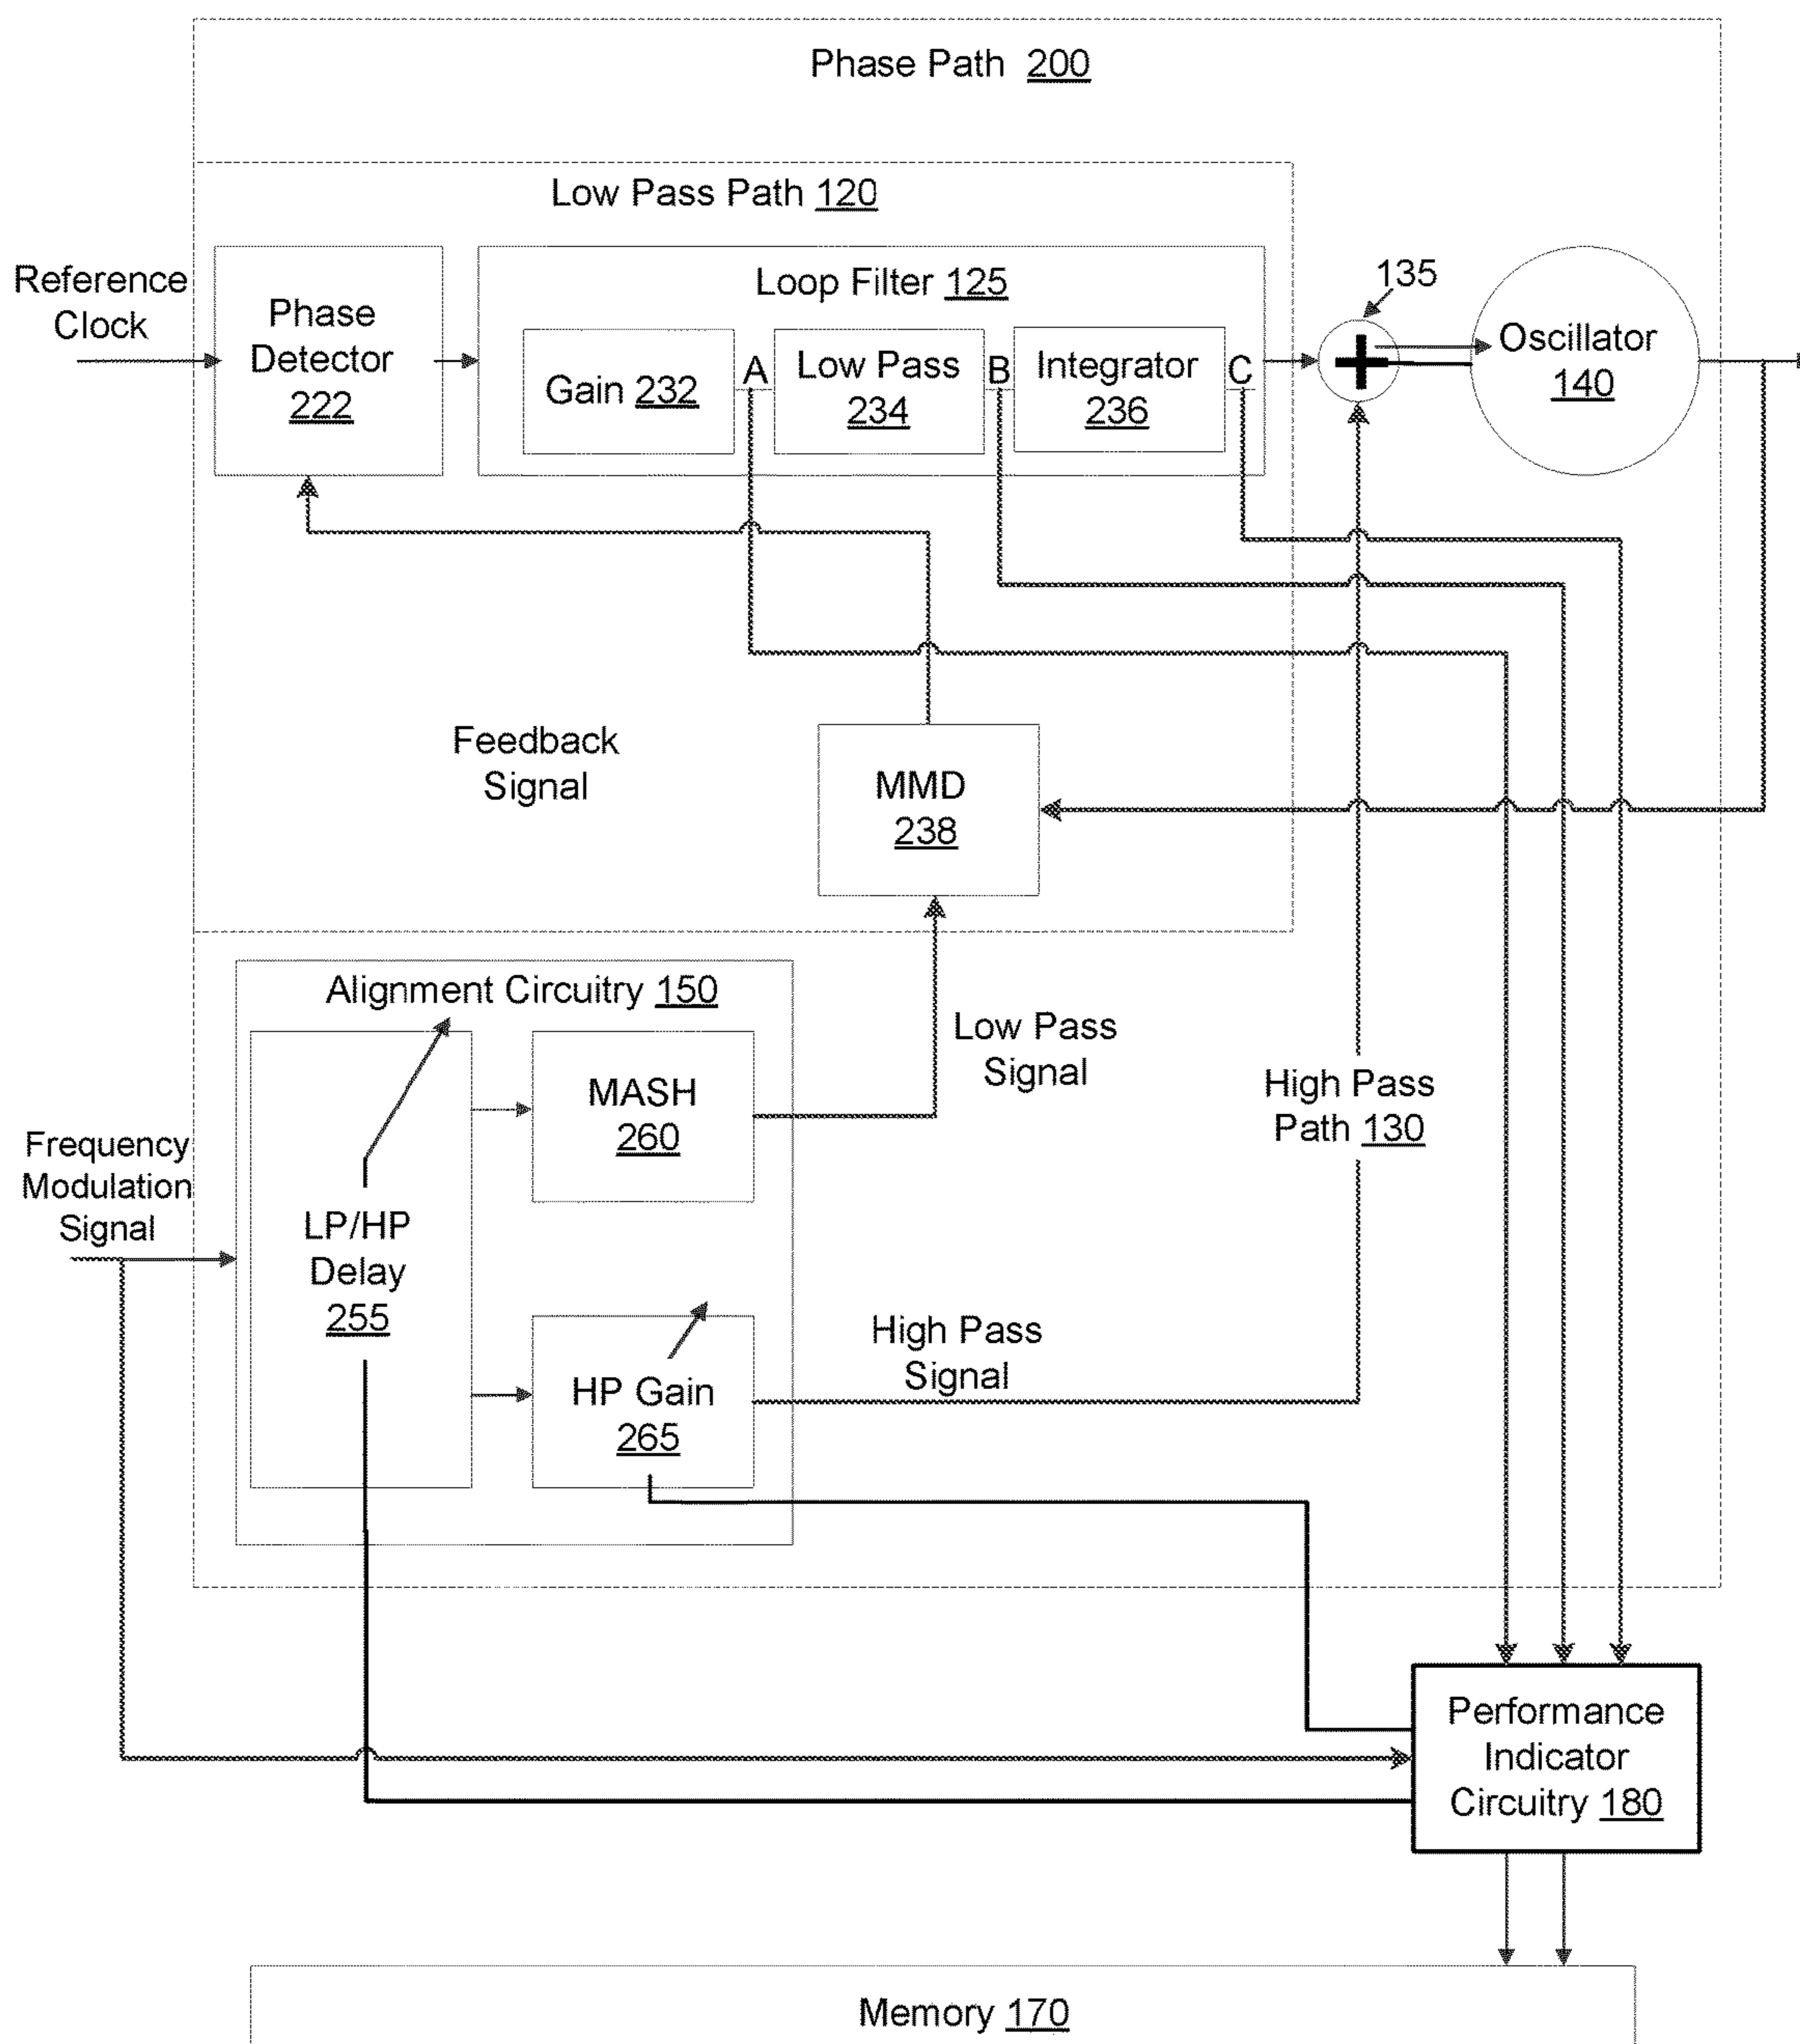 Phase Path 200
Low Pass Path 120
Reference
Clock
Phase
Detector
222
Loop Filter 125
Gain 232
A
Low Pass
234
B
Integrator
236
C
135
+
Oscillator
140
Feedback
Signal
MMD
238
Alignment Circuitry 150
Low Pass
Signal
MASH
260
High Pass
Path 130
Frequency
Modulation
Signal
LP/HP
Delay
255
High Pass
Signal
HP Gain
265
Performance
Indicator
Circuitry 180
Memory 170